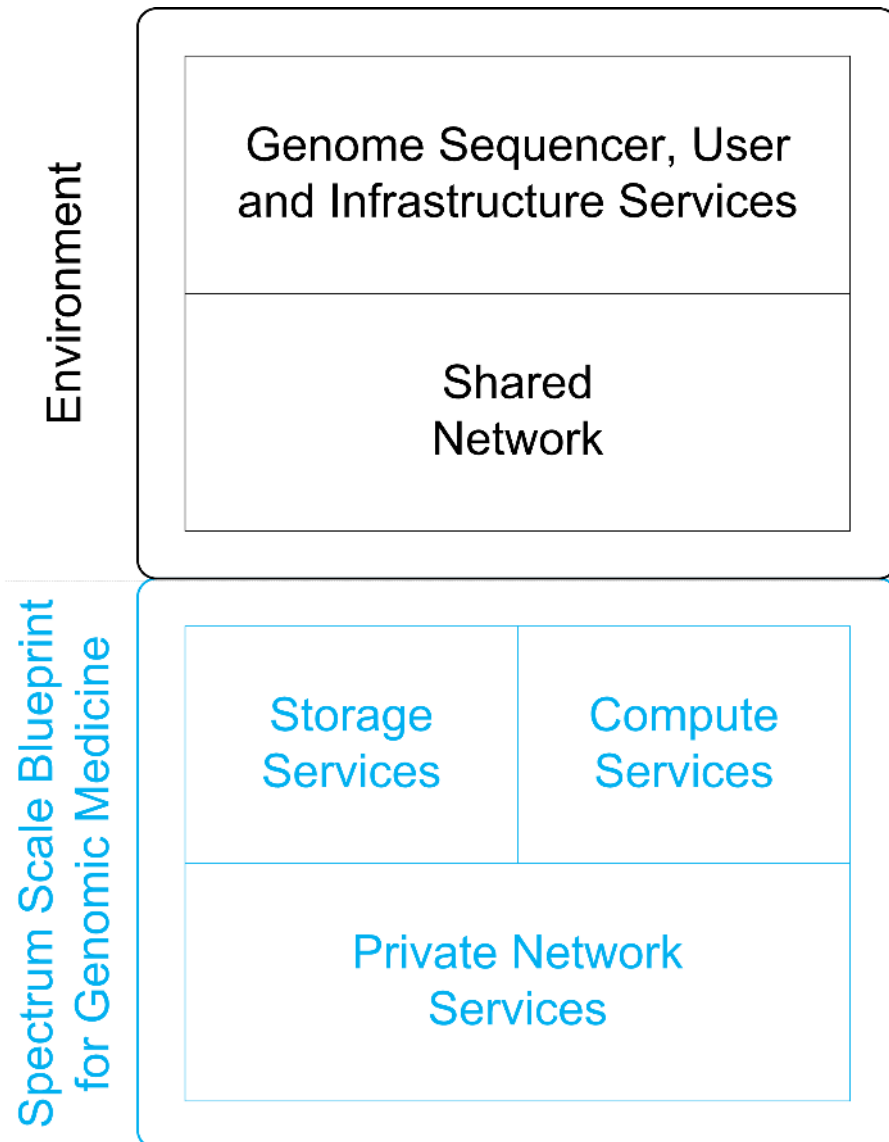 Environment
Genome Sequencer, User
and Infrastructure Services
Shared
Network
Spectrum Scale Blueprint
for Genomic Medicine
Storage
Services
Compute
Services
Private Network
Services